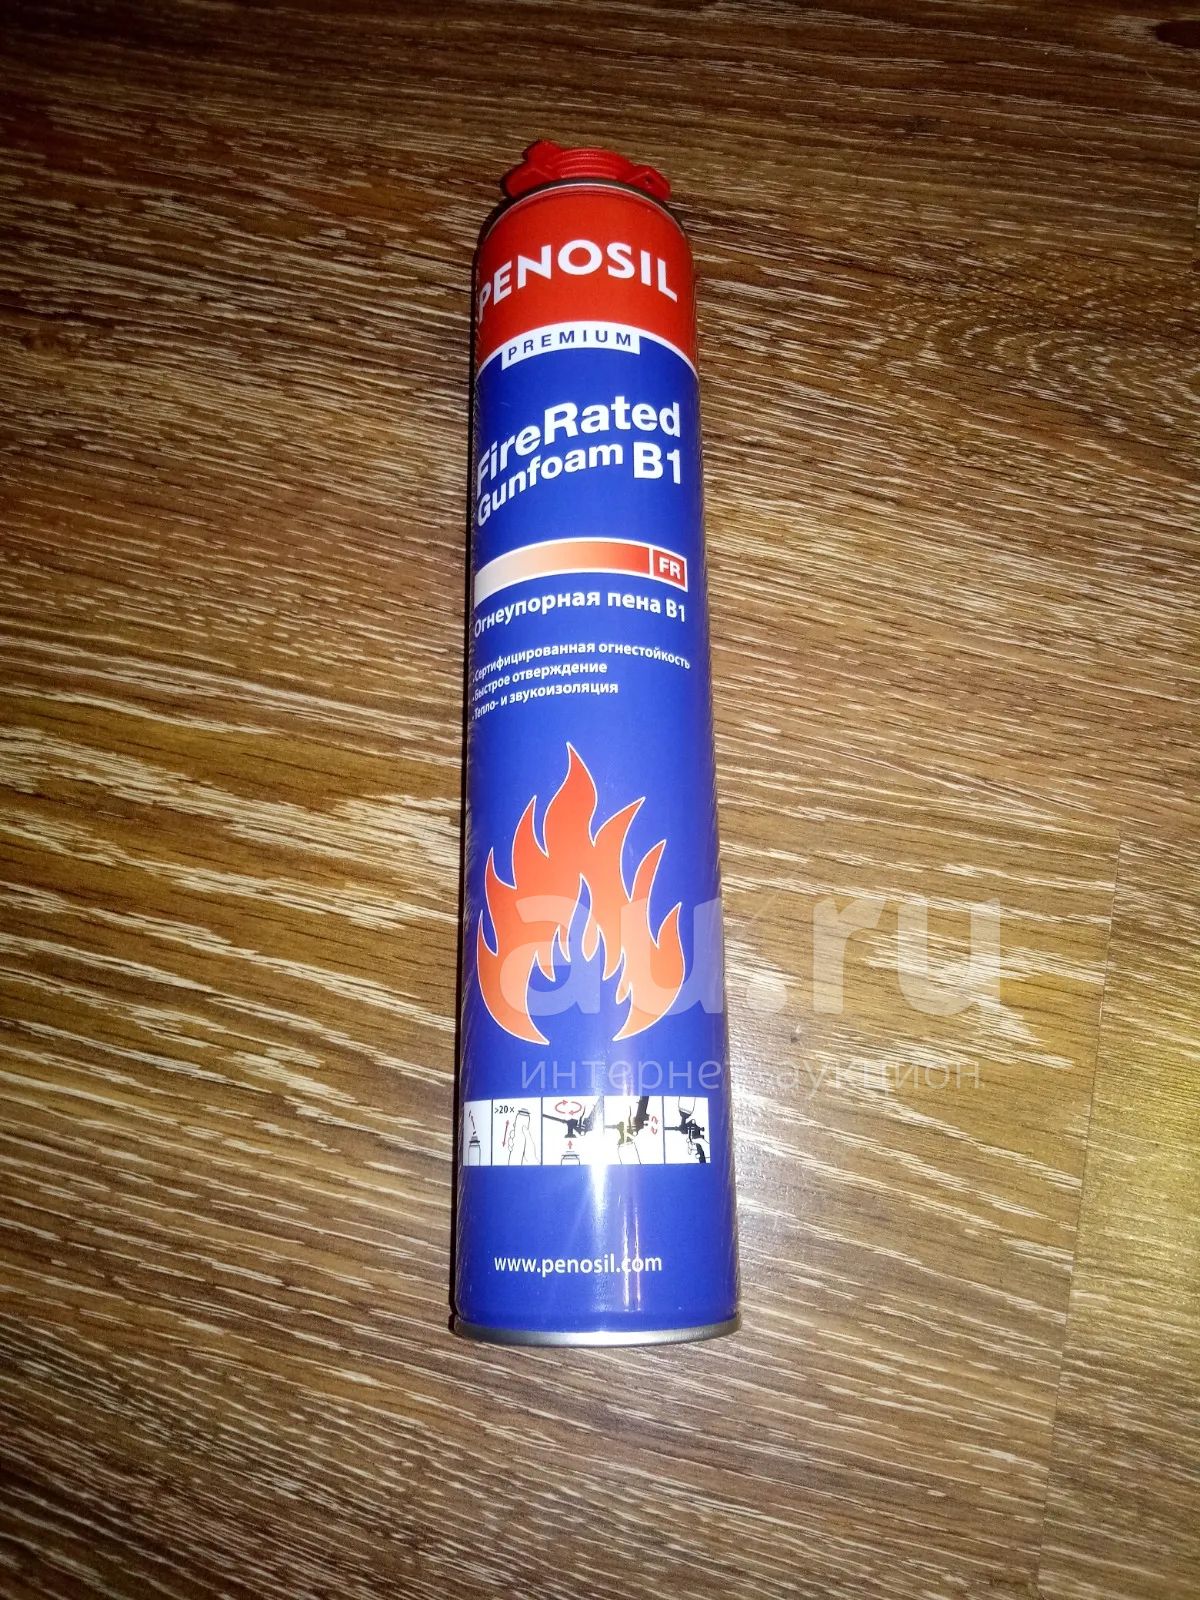 PENOSIL
PREMIUM
FireRated
Gunfoam B1
FR
Огнеупорная пена B1
• Сертифицированная огнестойкость
• Быстрое отверждение
• Тепло- и звукоизоляция
au.ru
интернет-аукцион
>20 x
www.penosil.com